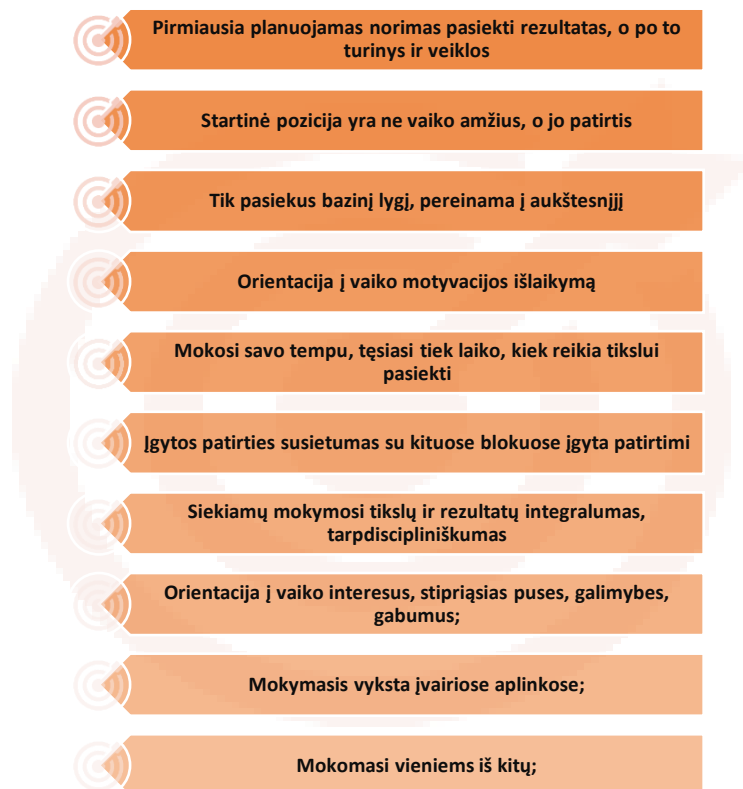 Pirmiausia planuojamas norimas pasiekti rezultatas, o po to
turinys ir veiklos
Startinė pozicija yra ne vaiko amžius, o jo patirtis
Tik pasiekus bazinį lygį, pereinama į aukštesnįjį
Orientacija į vaiko motyvacijos išlaikymą
Mokosi savo tempu, tęsiasi tiek laiko, kiek reikia tikslui
pasiekti
Įgytos patirties susietumas su kituose blokuose įgyta patirtimi
Siekiamų mokymosi tikslų ir rezultatų integralumas,
tarpdiscipliniškumas
Orientacija į vaiko interesus, stipriąsias puses, galimybes,
gabumus;
Mokymasis vyksta įvairiose aplinkose;
Mokomasi vieniems iš kitų;